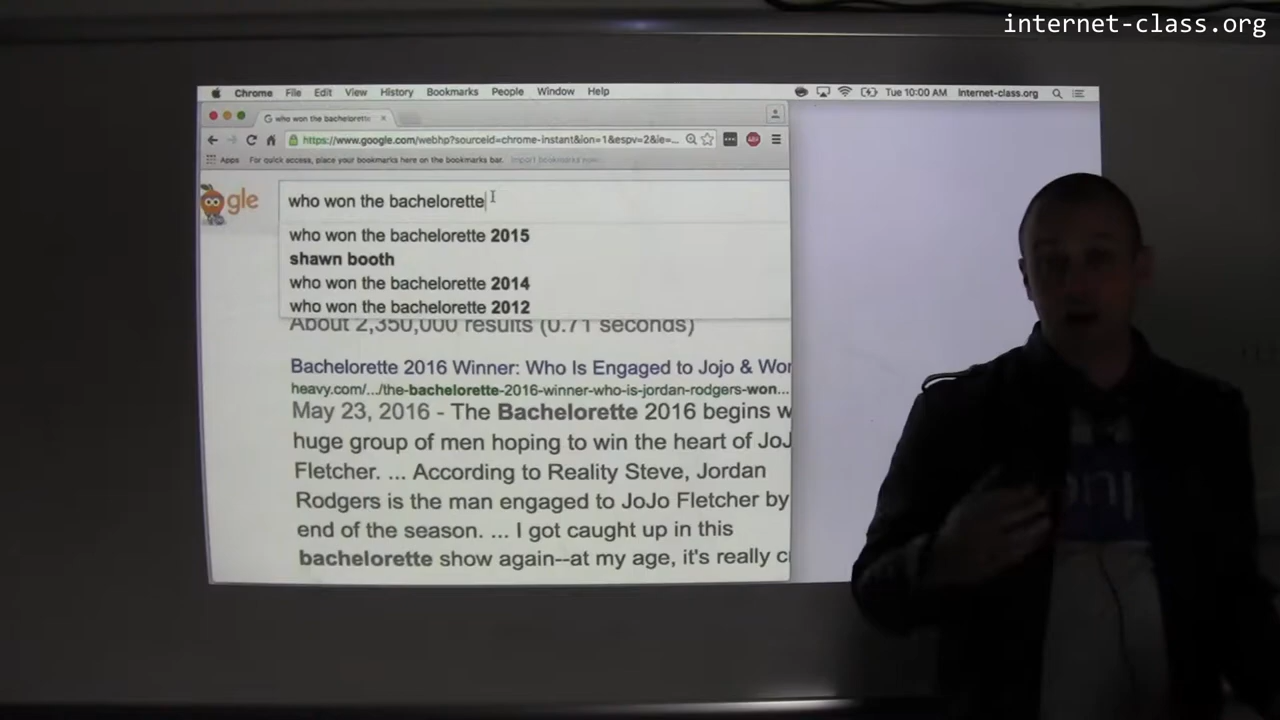 internet-class.org
Chrome File Edit View History Bookmarks People Window Help Tue 10:00 AM Internet-class.org
who won the bachelorette
https://www.google.com/webhp?sourceid=chrome-instant&ion=1&espv=2&ie=...
Apps For quick access, place your bookmarks here on the bookmarks bar. Import bookmarks now...
gle
who won the bachelorette
who won the bachelorette 2015
shawn booth
who won the bachelorette 2014
who won the bachelorette 2012
About 2,350,000 results (0.71 seconds)
Bachelorette 2016 Winner: Who Is Engaged to Jojo & Wor
heavy.com/.../the-bachelorette-2016-winner-who-is-jordan-rodgers-won...
May 23, 2016 - The Bachelorette 2016 begins w
huge group of men hoping to win the heart of JoJ
Fletcher. ... According to Reality Steve, Jordan
Rodgers is the man engaged to JoJo Fletcher by
end of the season. ... I got caught up in this
bachelorette show again--at my age, it's really c